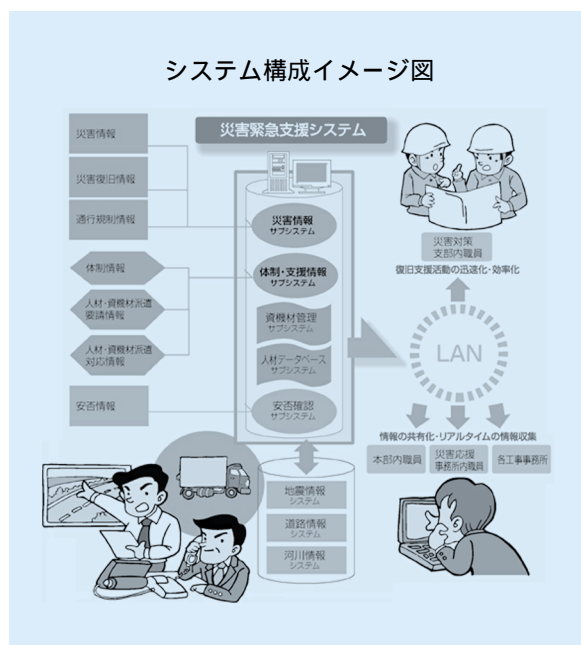 システム構成イメージ図
災害緊急支援システム
災害情報
災害復旧情報
通行規制情報
体制情報
人材・資機材派遣
要請情報
人材・資機材派遣
対応情報
安否情報
災害情報
サブシステム
体制・支援情報
サブシステム
資機材管理
サブシステム
人材データベース
サブシステム
安否確認
サブシステム
地震情報
システム
道路情報
システム
河川情報
システム
災害対策
支部内職員
復旧支援活動の迅速化・効率化
LAN
情報の共有化・リアルタイムの情報収集
本部内職員
災害応援
事務所内職員
各工事事務所